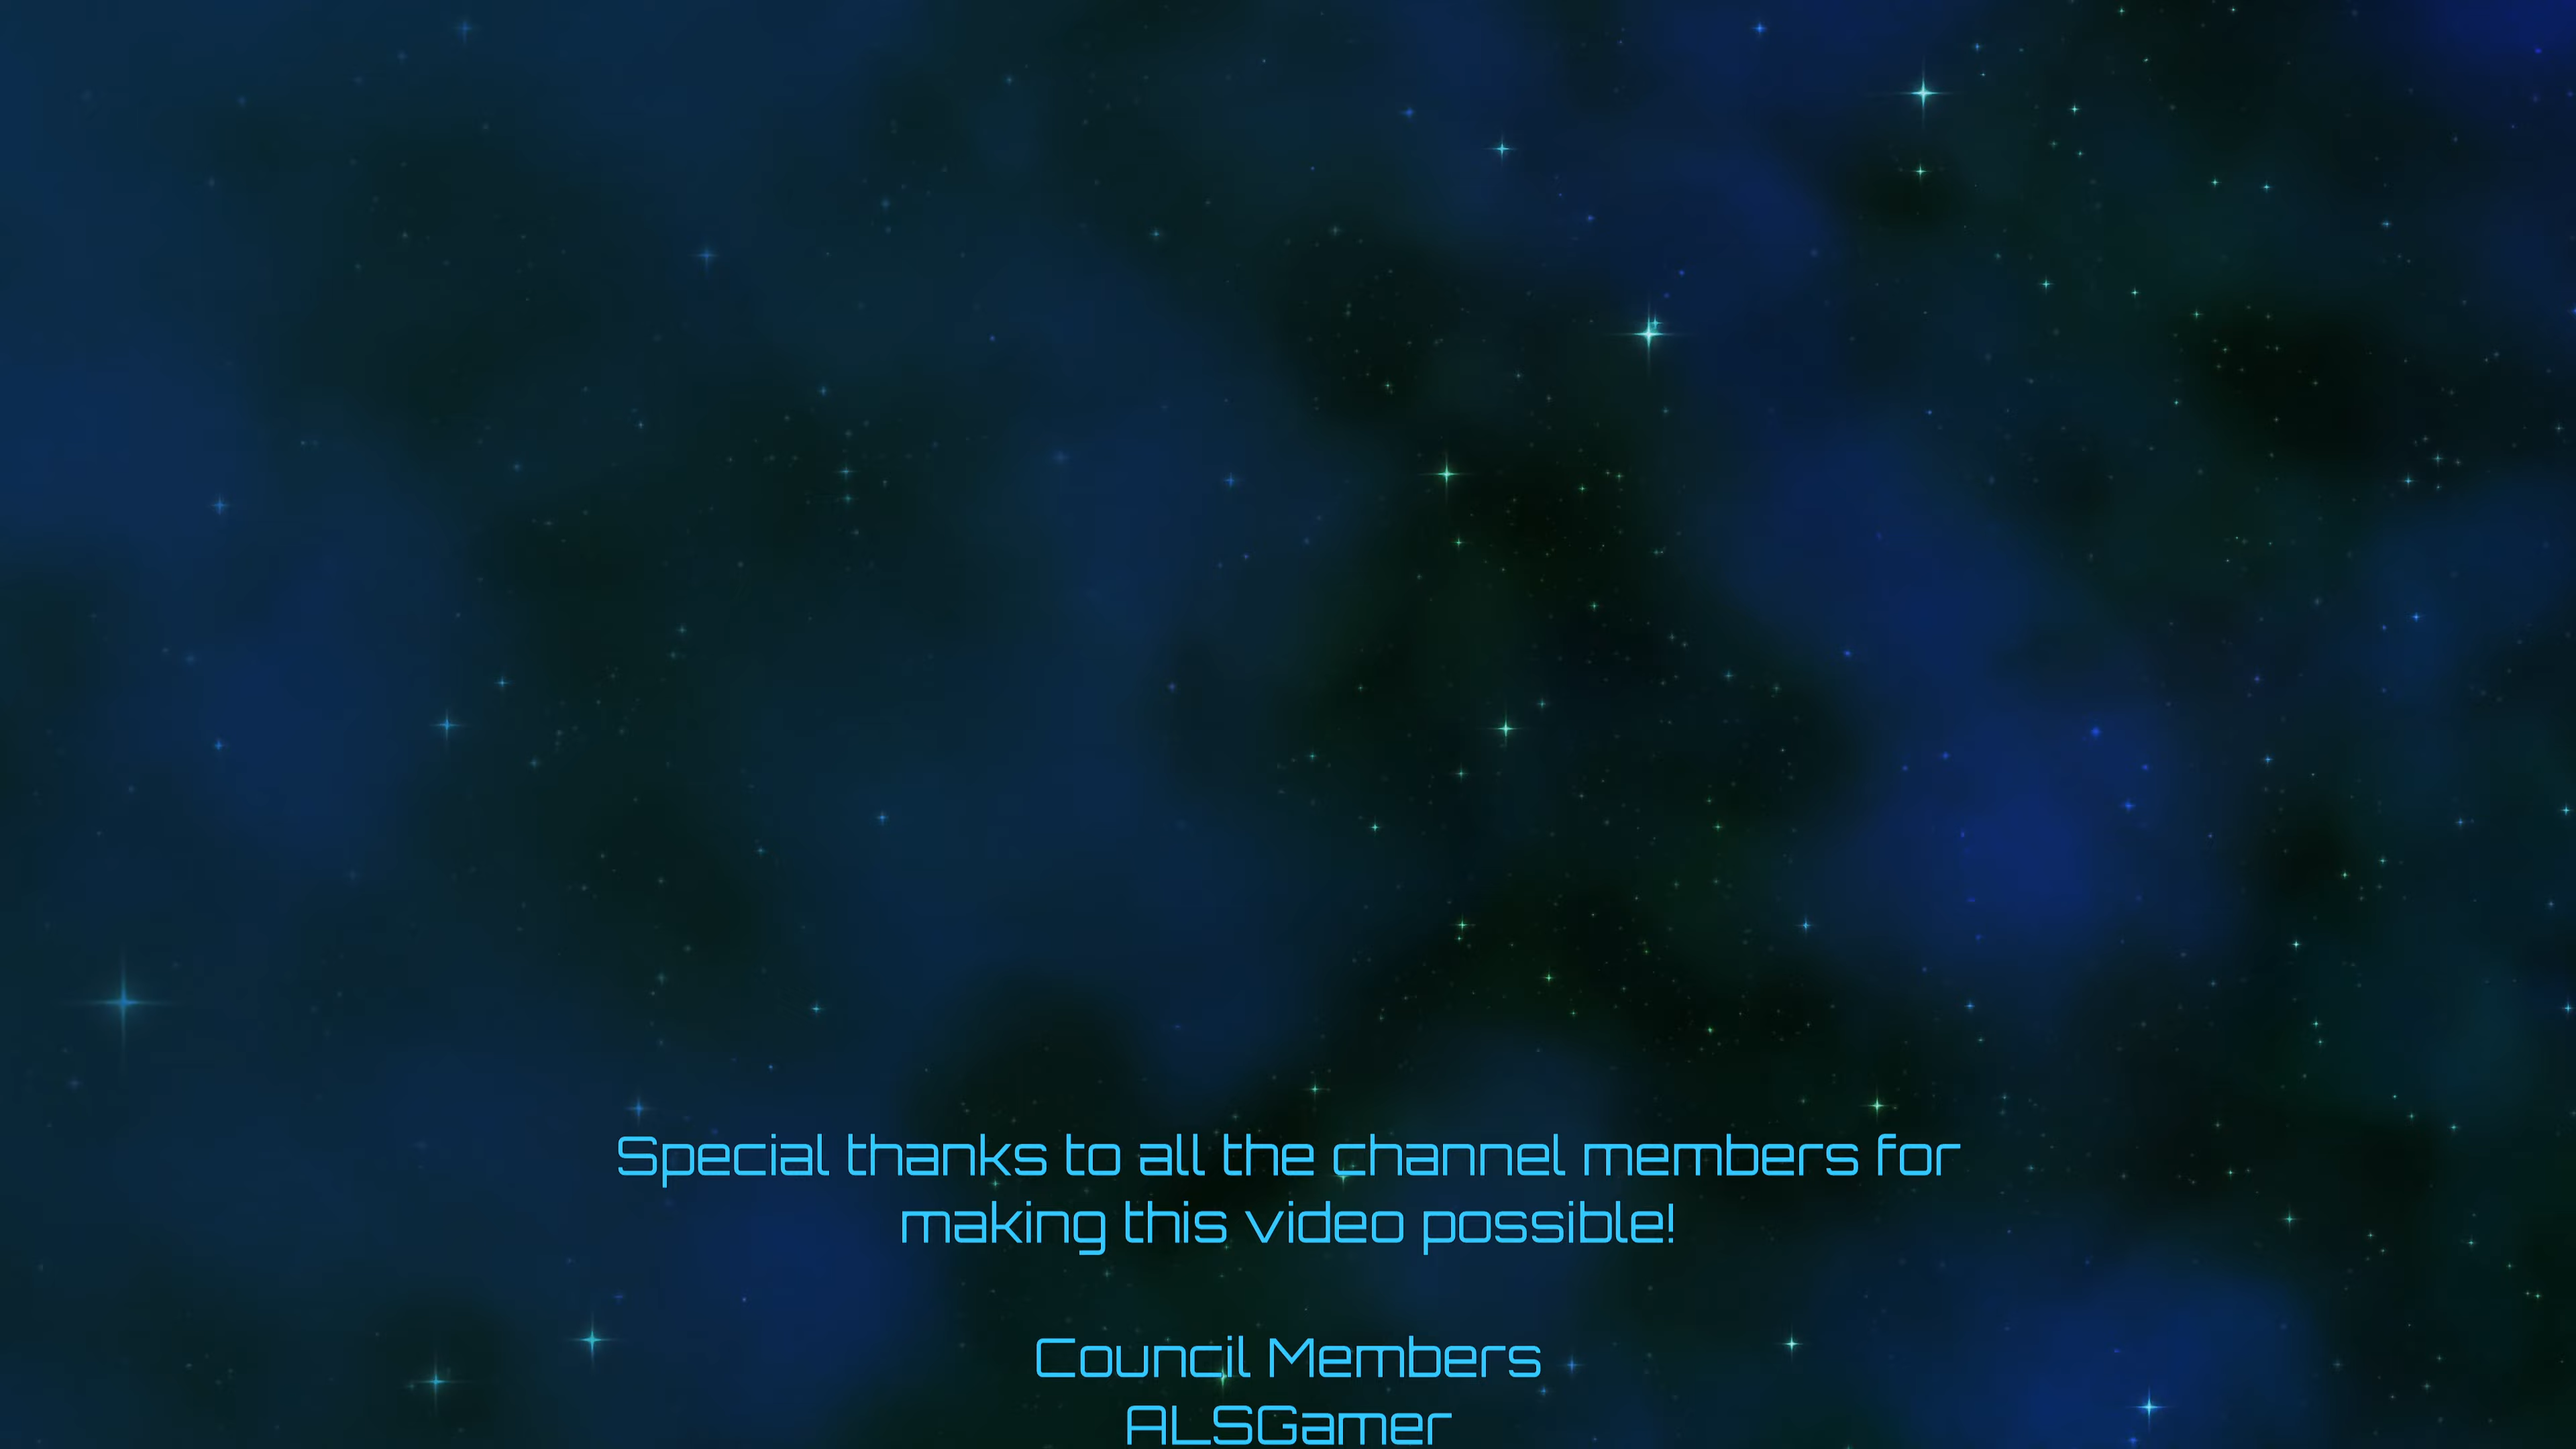 Special thanks to all the channel members for
making this video possible!
Council Members
ALSGamer